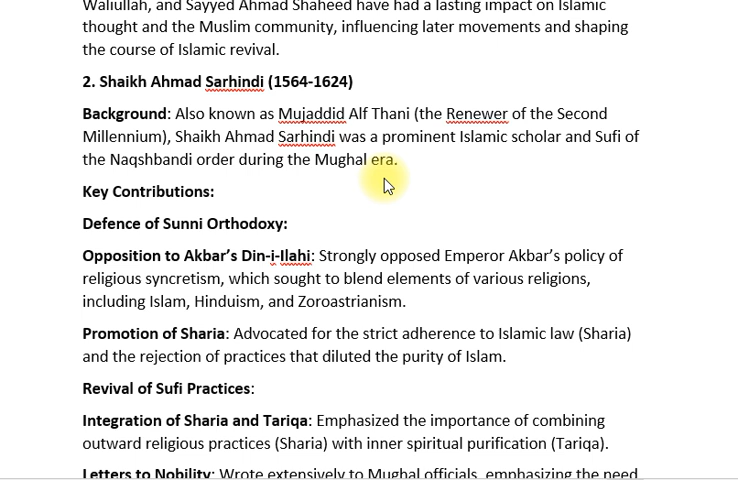 Waliullah, and Sayyed Ahmad Shaheed have had a lasting impact on Islamic
thought and the Muslim community, influencing later movements and shaping
the course of Islamic revival.
2. Shaikh Ahmad Sarhindi (1564-1624)
Background: Also known as Mujaddid Alf Thani (the Renewer of the Second
Millennium), Shaikh Ahmad Sarhindi was a prominent Islamic scholar and Sufi of
the Naqshbandi order during the Mughal era.
Key Contributions:
Defence of Sunni Orthodoxy:
Opposition to Akbar’s Din-i-Ilahi: Strongly opposed Emperor Akbar’s policy of
religious syncretism, which sought to blend elements of various religions,
including Islam, Hinduism, and Zoroastrianism.
Promotion of Sharia: Advocated for the strict adherence to Islamic law (Sharia)
and the rejection of practices that diluted the purity of Islam.
Revival of Sufi Practices:
Integration of Sharia and Tariqa: Emphasized the importance of combining
outward religious practices (Sharia) with inner spiritual purification (Tariqa).
Letters to Nobility: Wrote extensively to Mughal officials, emphasizing the need